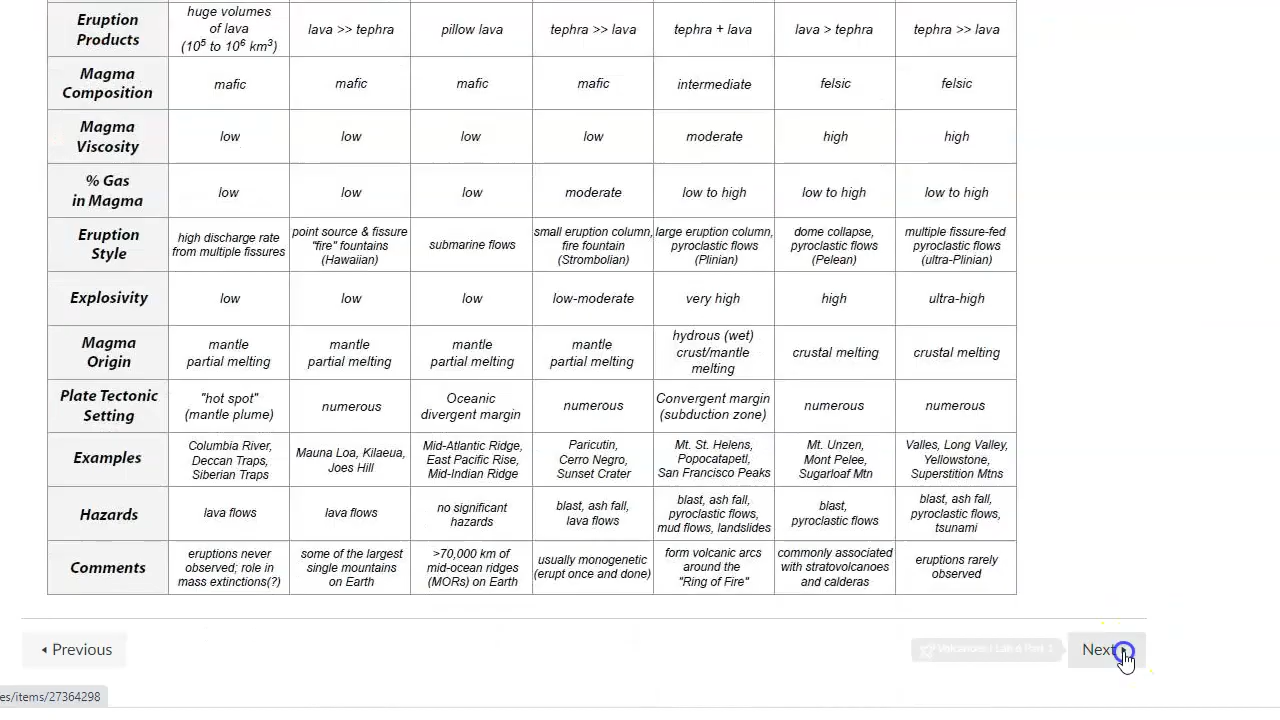 Eruption
Products
huge volumes
of lava
(10⁵ to 10⁶ km³)
lava >> tephra
pillow lava
tephra >> lava
tephra + lava
lava > tephra
tephra >> lava
Magma
Composition
mafic
mafic
mafic
mafic
intermediate
felsic
felsic
Magma
Viscosity
low
low
low
low
moderate
high
high
% Gas
in Magma
low
low
low
moderate
low to high
low to high
low to high
Eruption
Style
high discharge rate
from multiple fissures
point source & fissure
"fire" fountains
(Hawaiian)
submarine flows
small eruption column,
fire fountain
(Strombolian)
large eruption column,
pyroclastic flows
(Plinian)
dome collapse,
pyroclastic flows
(Pelean)
multiple fissure-fed
pyroclastic flows
(ultra-Plinian)
Explosivity
low
low
low
low-moderate
very high
high
ultra-high
Magma
Origin
mantle
partial melting
mantle
partial melting
mantle
partial melting
mantle
partial melting
hydrous (wet)
crust/mantle
melting
crustal melting
crustal melting
Plate Tectonic
Setting
"hot spot"
(mantle plume)
numerous
Oceanic
divergent margin
numerous
Convergent margin
(subduction zone)
numerous
numerous
Examples
Columbia River,
Deccan Traps,
Siberian Traps
Mauna Loa, Kilaeua,
Joes Hill
Mid-Atlantic Ridge,
East Pacific Rise,
Mid-Indian Ridge
Paricutin,
Cerro Negro,
Sunset Crater
Mt. St. Helens,
Popocatapetl,
San Francisco Peaks
Mt. Unzen,
Mont Pelee,
Sugarloaf Mtn
Valles, Long Valley,
Yellowstone,
Superstition Mtns
Hazards
lava flows
lava flows
no significant
hazards
blast, ash fall,
lava flows
blast, ash fall,
pyroclastic flows,
mud flows, landslides
blast,
pyroclastic flows
blast, ash fall,
pyroclastic flows,
tsunami
Comments
eruptions never
observed; role in
mass extinctions(?)
some of the largest
single mountains
on Earth
>70,000 km of
mid-ocean ridges
(MORs) on Earth
usually monogenetic
(erupt once and done)
form volcanic arcs
around the
"Ring of Fire"
commonly associated
with stratovolcanoes
and calderas
eruptions rarely
observed
Previous
Volcanoes / Lab 6 Part 1
Next
es/items/27364298